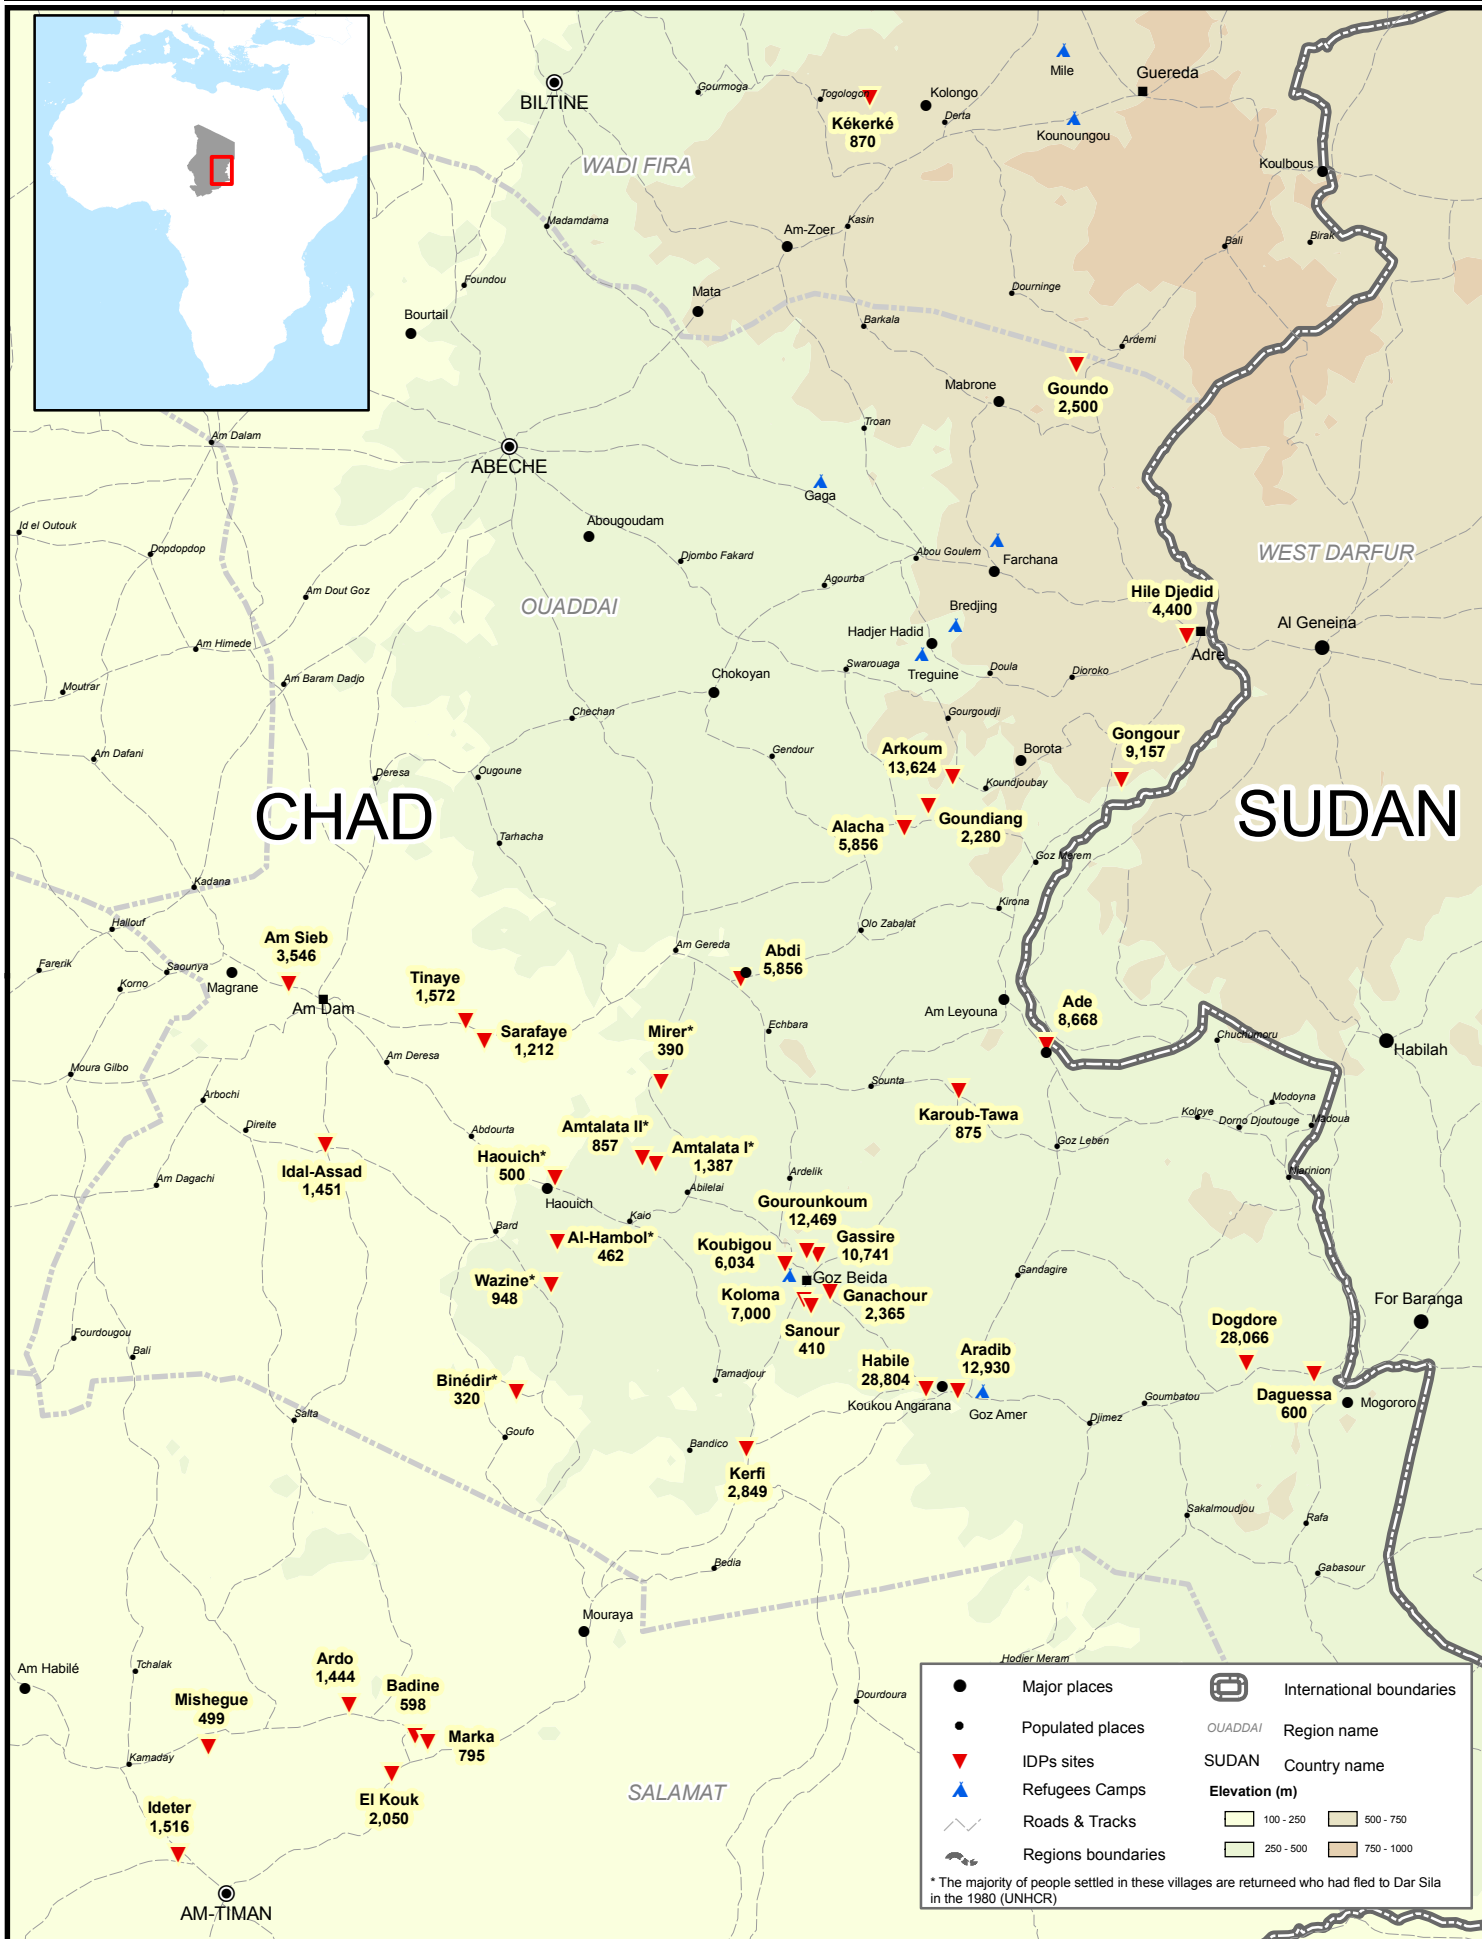 Mile
Guereda
BILTINE
Gourmoga
Togologon
Kolongo
Derta
Kékerké
870
Kounoungou
WADI FIRA
Koulbous
Madamdama
Kasin
Am-Zoer
Bali
Birak
Foundou
Mata
Dourninge
Bourtail
Barkala
Ardemi
Goundo
2,500
Mabrone
Troan
Am Dalam
ABECHE
Gaga
Id el Outouk
Abougoudam
Dopdopdop
Djombo Fakard
Abou Goulem
Farchana
WEST DARFUR
Agourba
Am Dout Goz
OUADDAI
Hile Djedid
4,400
Bredjing
Al Geneina
Hadjer Hadid
Am Himede
Adre
Swarouaga
Treguine
Doula
Dioroko
Moutrar
Am Baram Dadjo
Chokoyan
Chechan
Gourgoudji
Gongour
9,157
Am Dafani
Gendour
Arkoum
13,624
Borota
Deresa
Ougoune
Koundjoubay
CHAD
SUDAN
Alacha
5,856
Goundiang
2,280
Tarhacha
Goz Merem
Kadana
Kirona
Hallouf
Olo Zabalat
Am Sieb
3,546
Am Gereda
Abdi
5,856
Farerik
Saounya
Korno
Magrane
Tinaye
1,572
Am Dam
Am Leyouna
Ade
8,668
Sarafaye
1,212
Mirer*
390
Echbara
Chuchumoru
Habilah
Am Deresa
Moura Gilbo
Arbochi
Sounta
Karoub-Tawa
875
Modoyna
Koloye
Dorno Djoutouge
Madoua
Direite
Abdourta
Amtalata II*
857
Amtalata I*
1,387
Goz Leben
Haouich*
500
Idal-Assad
1,451
Am Dagachi
Haouich
Abilelai
Ardelik
Niarinion
Gourounkoum
12,469
Kaio
Bard
Al-Hambol*
462
Koubigou
6,034
Gassire
10,741
Goz Beida
Gandagire
Wazine*
948
Koloma
7,000
Ganachour
2,365
For Baranga
Sanour
410
Dogdore
28,066
Fourdougou
Bali
Habile
28,804
Aradib
12,930
Binédir*
320
Tamadjour
Daguessa
600
Koukou Angarana
Goz Amer
Goumbatou
Mogororo
Djimez
Salta
Goufo
Bandico
Kerfi
2,849
Sakalmoudjou
Rafa
Bedia
Gabasour
Mouraya
Hodjer Meram
Am Habilé
Tchalak
Ardo
1,444
Badine
598
Mishegue
499
Dourdoura
Marka
795
Kamaday
SALAMAT
El Kouk
2,050
Ideter
1,516
AM-TIMAN
Major places
International boundaries
Populated places
OUADDAI
Region name
IDPs sites
SUDAN
Country name
Refugees Camps
Elevation (m)
Roads & Tracks
100 - 250
500 - 750
Regions boundaries
250 - 500
750 - 1000
* The majority of people settled in these villages are returneed who had fled to Dar Sila
in the 1980 (UNHCR)